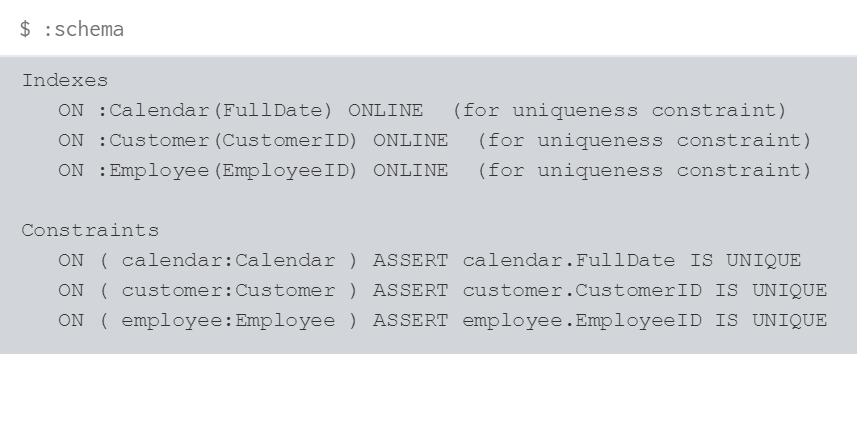 $ :schema
Indexes
ON :Calendar(FullDate) ONLINE (for uniqueness constraint)
ON :Customer(CustomerID) ONLINE (for uniqueness constraint)
ON :Employee(EmployeeID) ONLINE (for uniqueness constraint)
Constraints
ON ( calendar:Calendar ) ASSERT calendar.FullDate IS UNIQUE
ON ( customer:Customer ) ASSERT customer.CustomerID IS UNIQUE
ON ( employee:Employee ) ASSERT employee.EmployeeID IS UNIQUE